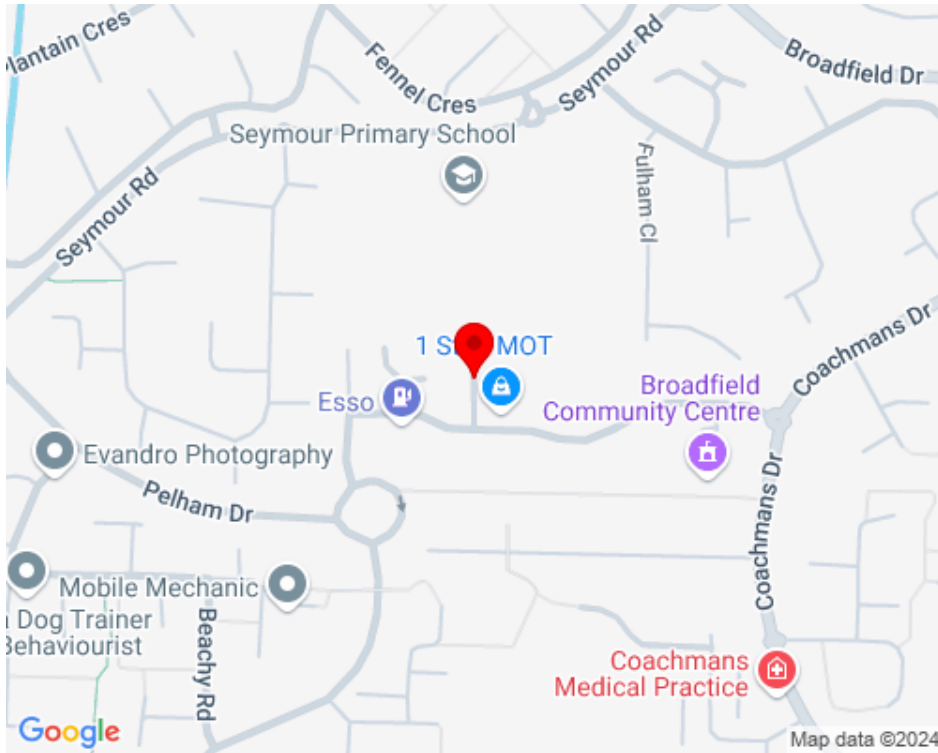 Plantain Cres
Fennel Cres
Seymour Rd
Broadfield Dr
Seymour Primary School
Fulham Cl
Seymour Rd
Coachmans Dr
1 S MOT
Esso
Broadfield
Community Centre
Evandro Photography
Pelham Dr
Coachmans Dr
Mobile Mechanic
Dog Trainer
Behaviourist
Beachy Rd
Coachmans
Medical Practice
Google
Map data ©2024